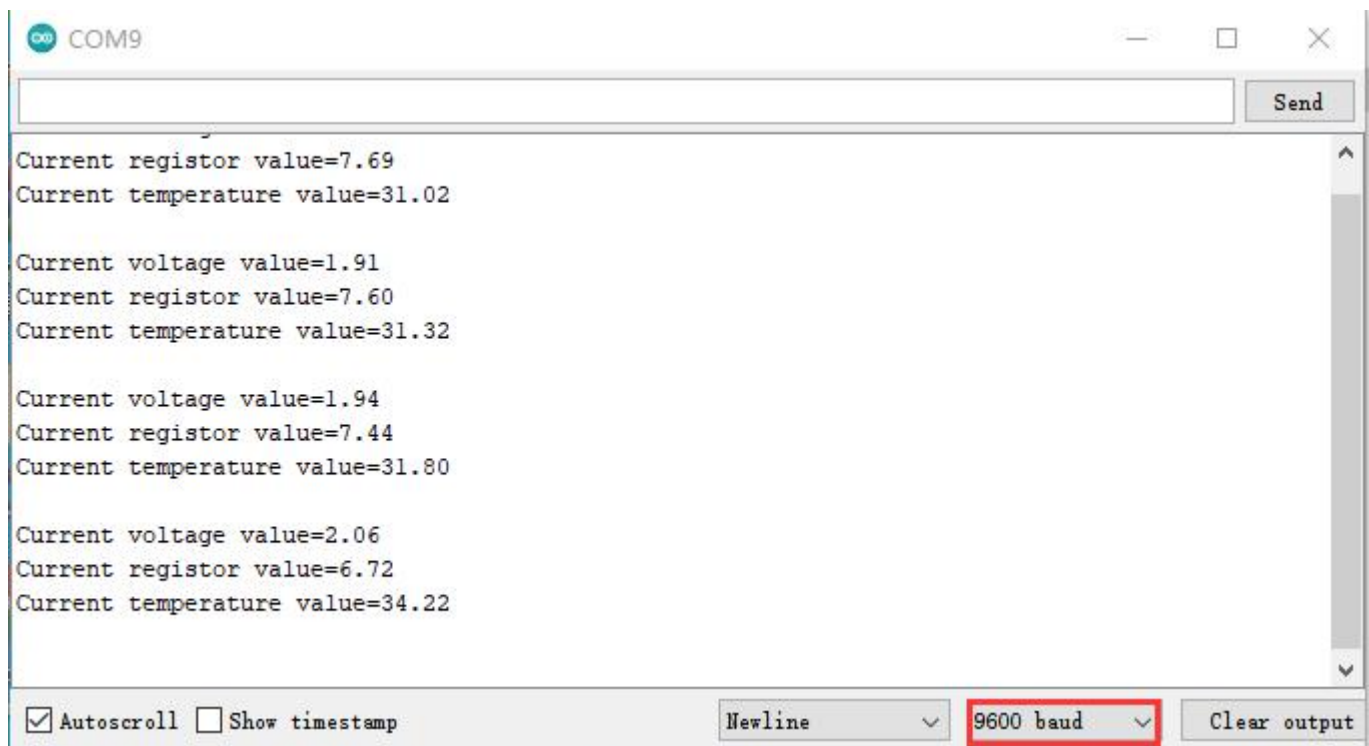 COM9
Send
Current registor value=7.69
Current temperature value=31.02
Current voltage value=1.91
Current registor value=7.60
Current temperature value=31.32
Current voltage value=1.94
Current registor value=7.44
Current temperature value=31.80
Current voltage value=2.06
Current registor value=6.72
Current temperature value=34.22
Autoscroll Show timestamp Newline 9600 baud Clear output